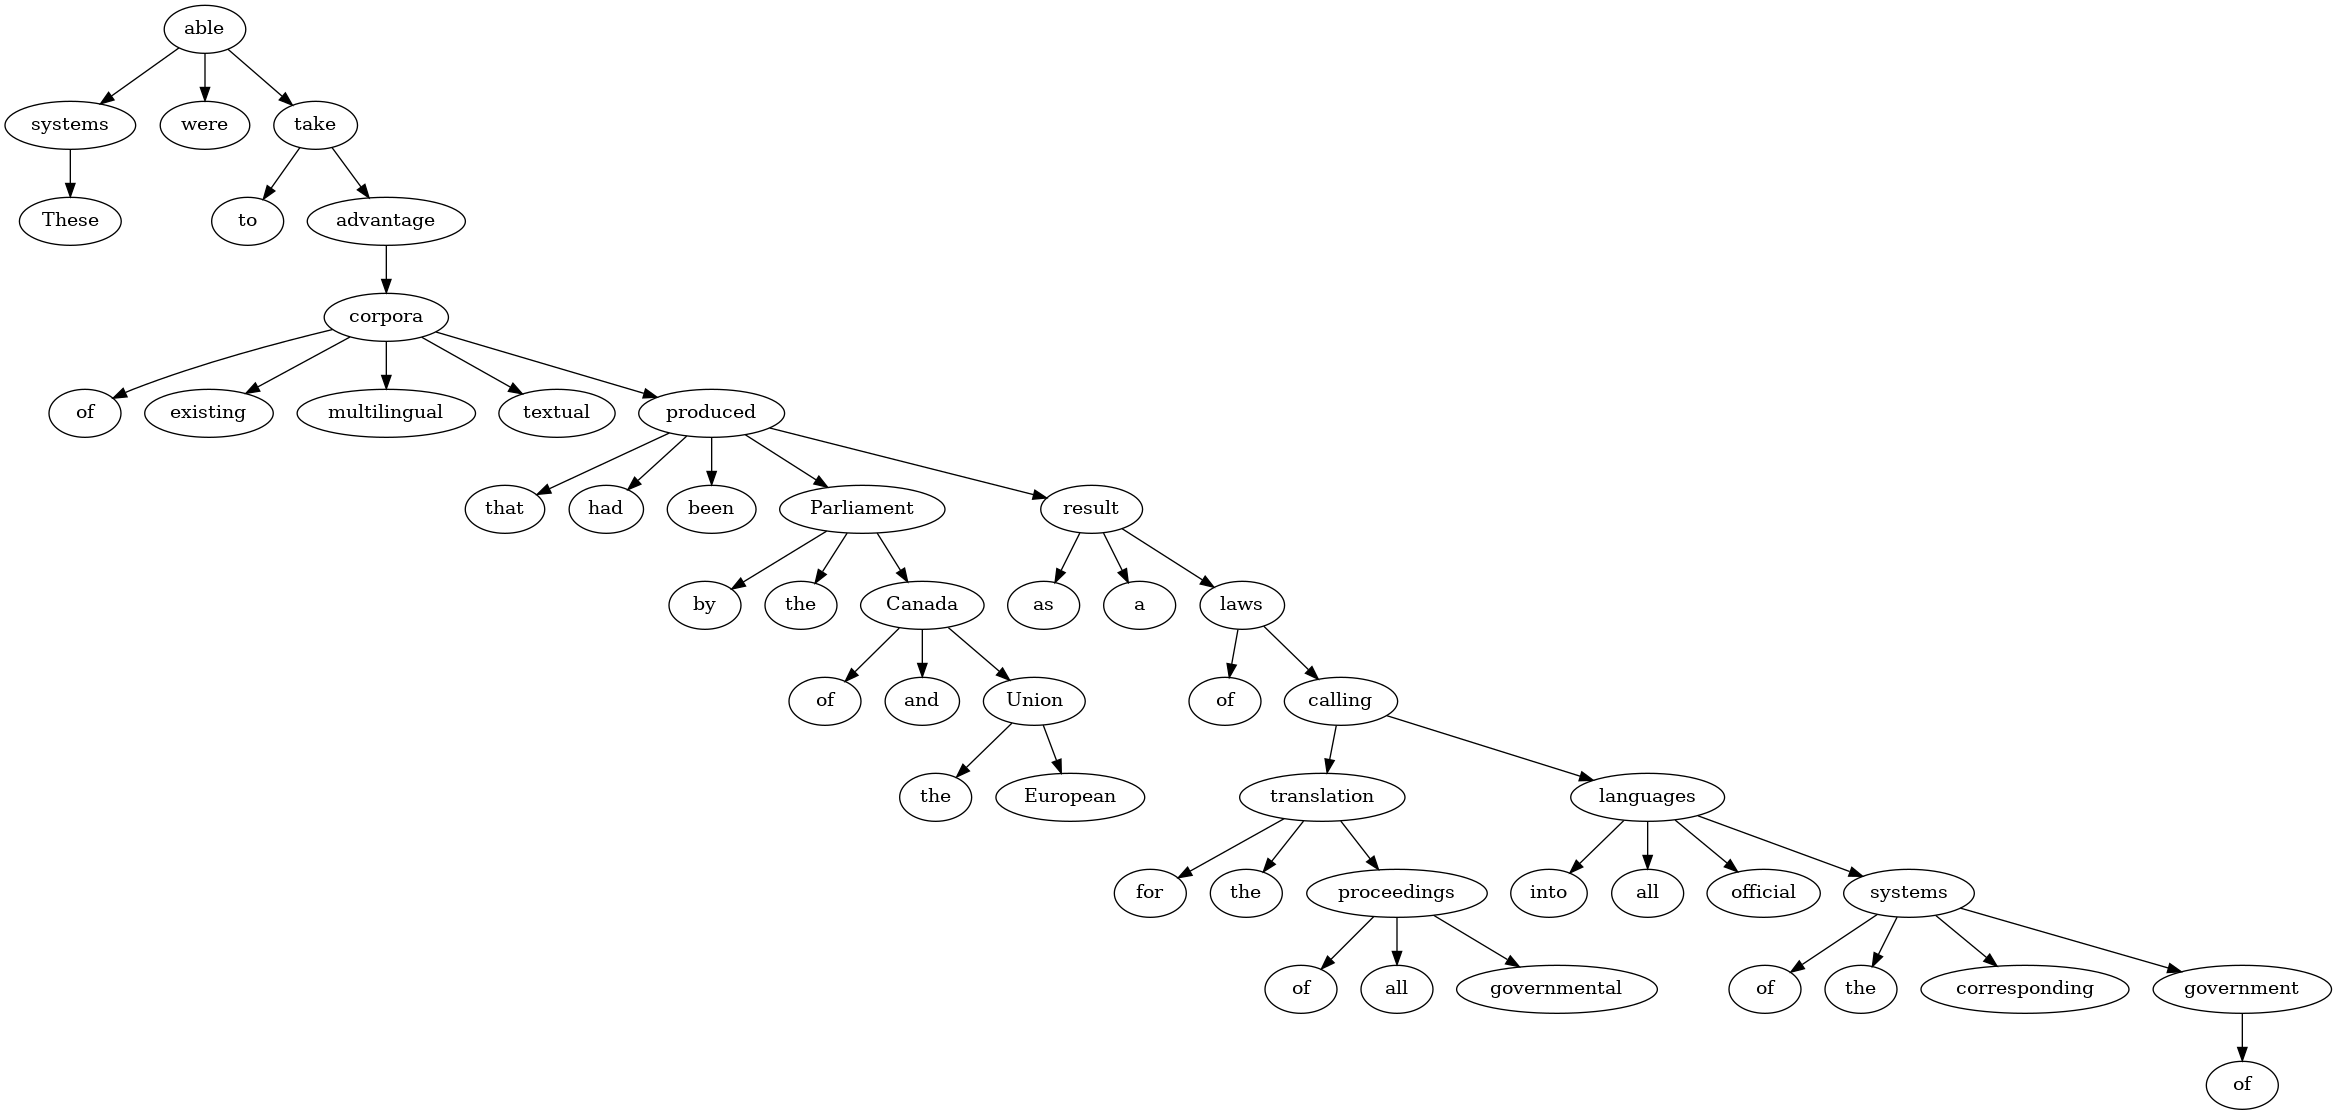 able
systems were take
These to advantage
corpora
of existing multilingual textual produced
that had been Parliament result
by the Canada as a laws
of and Union of calling
the European translation languages
for the proceedings into all official systems
of all governmental of the corresponding government
of